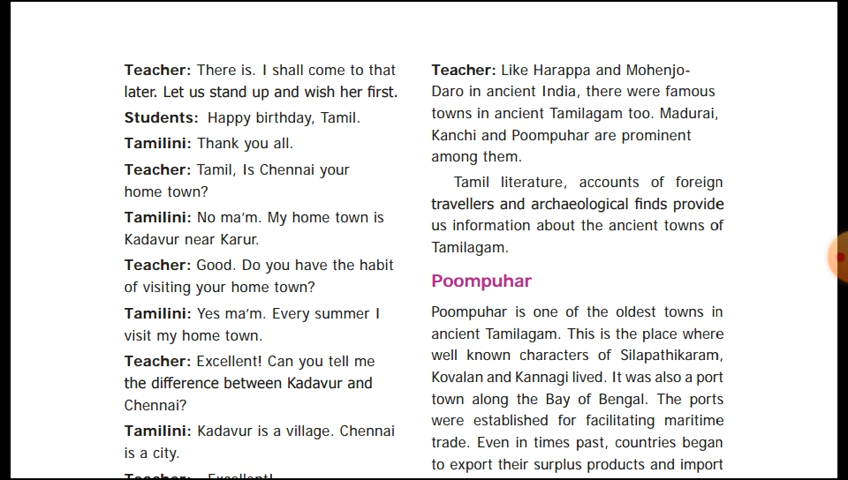 Teacher: There is. I shall come to that
later. Let us stand up and wish her first.
Students: Happy birthday, Tamil.
Tamilini: Thank you all.
Teacher: Tamil, Is Chennai your
home town?
Tamilini: No ma'm. My home town is
Kadavur near Karur.
Teacher: Good. Do you have the habit
of visiting your home town?
Tamilini: Yes ma'm. Every summer I
visit my home town.
Teacher: Excellent! Can you tell me
the difference between Kadavur and
Chennai?
Tamilini: Kadavur is a village. Chennai
is a city.
Teacher: Excellent!
Teacher: Like Harappa and Mohenjo-
Daro in ancient India, there were famous
towns in ancient Tamilagam too. Madurai,
Kanchi and Poompuhar are prominent
among them.
Tamil literature, accounts of foreign
travellers and archaeological finds provide
us information about the ancient towns of
Tamilagam.
Poompuhar
Poompuhar is one of the oldest towns in
ancient Tamilagam. This is the place where
well known characters of Silapathikaram,
Kovalan and Kannagi lived. It was also a port
town along the Bay of Bengal. The ports
were established for facilitating maritime
trade. Even in times past, countries began
to export their surplus products and import